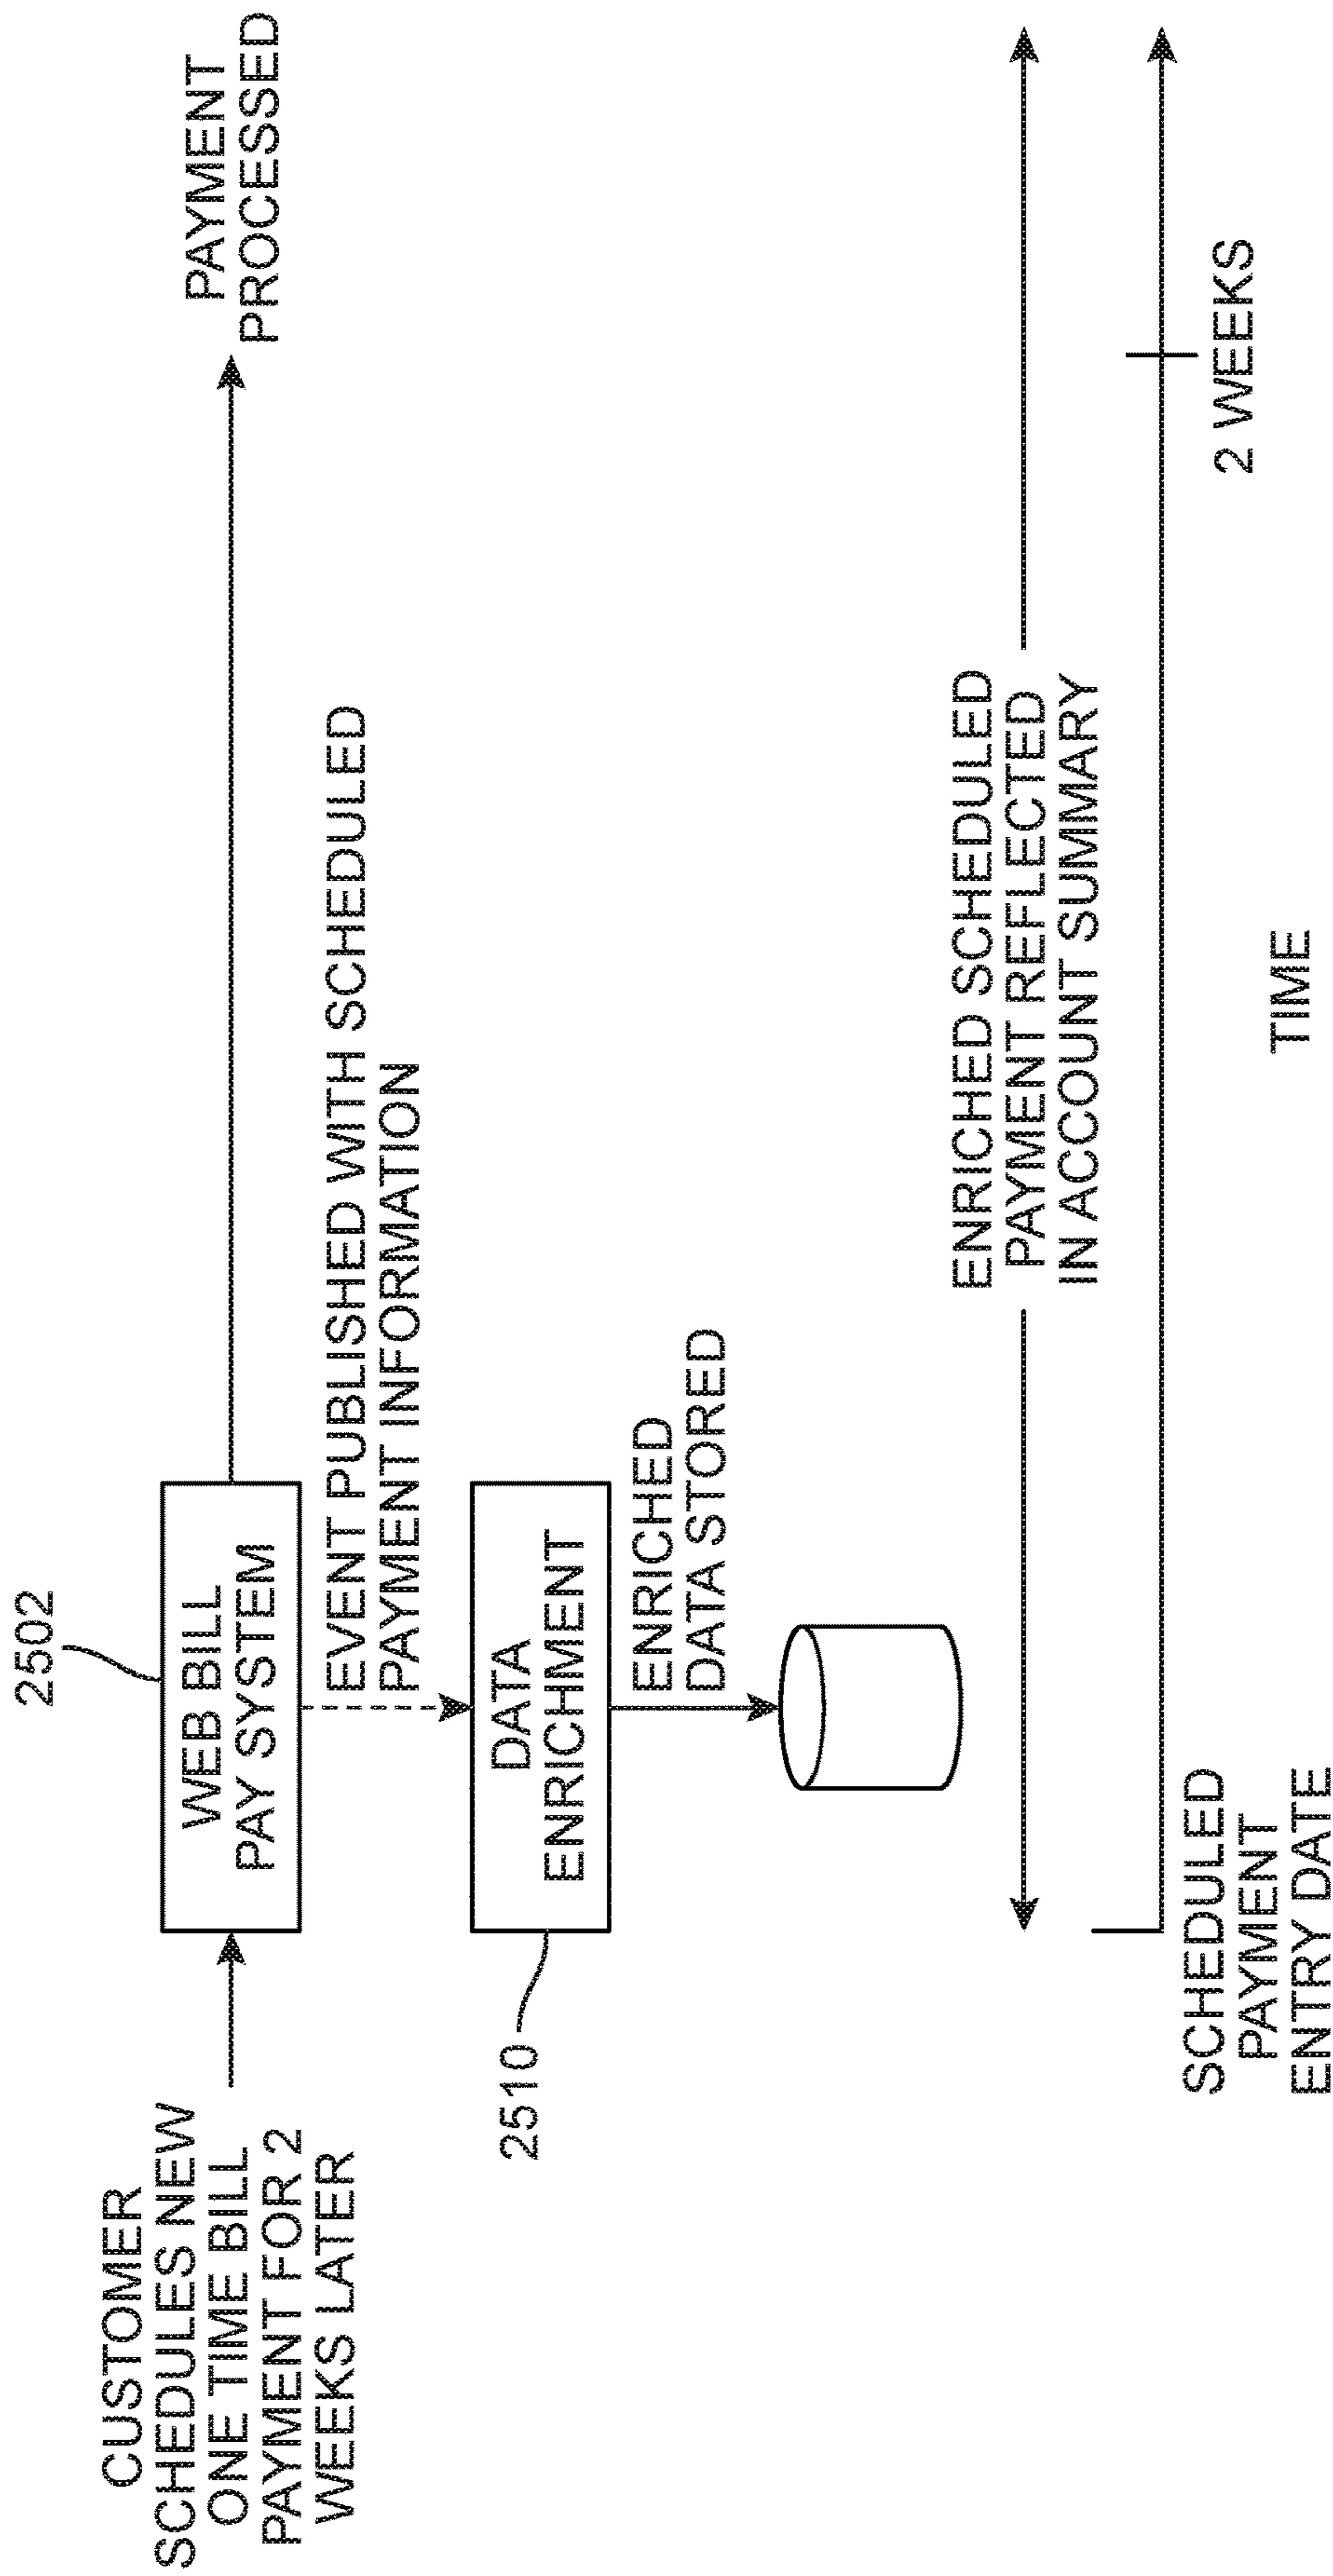 2502
CUSTOMER
SCHEDULES NEW
ONE TIME BILL
PAYMENT FOR 2
WEEKS LATER
WEB BILL
PAY SYSTEM
PAYMENT
PROCESSED
EVENT PUBLISHED WITH SCHEDULED
PAYMENT INFORMATION
2510
DATA
ENRICHMENT
ENRICHED
DATA STORED
ENRICHED SCHEDULED
PAYMENT REFLECTED
IN ACCOUNT SUMMARY
SCHEDULED
PAYMENT
ENTRY DATE
2 WEEKS
TIME